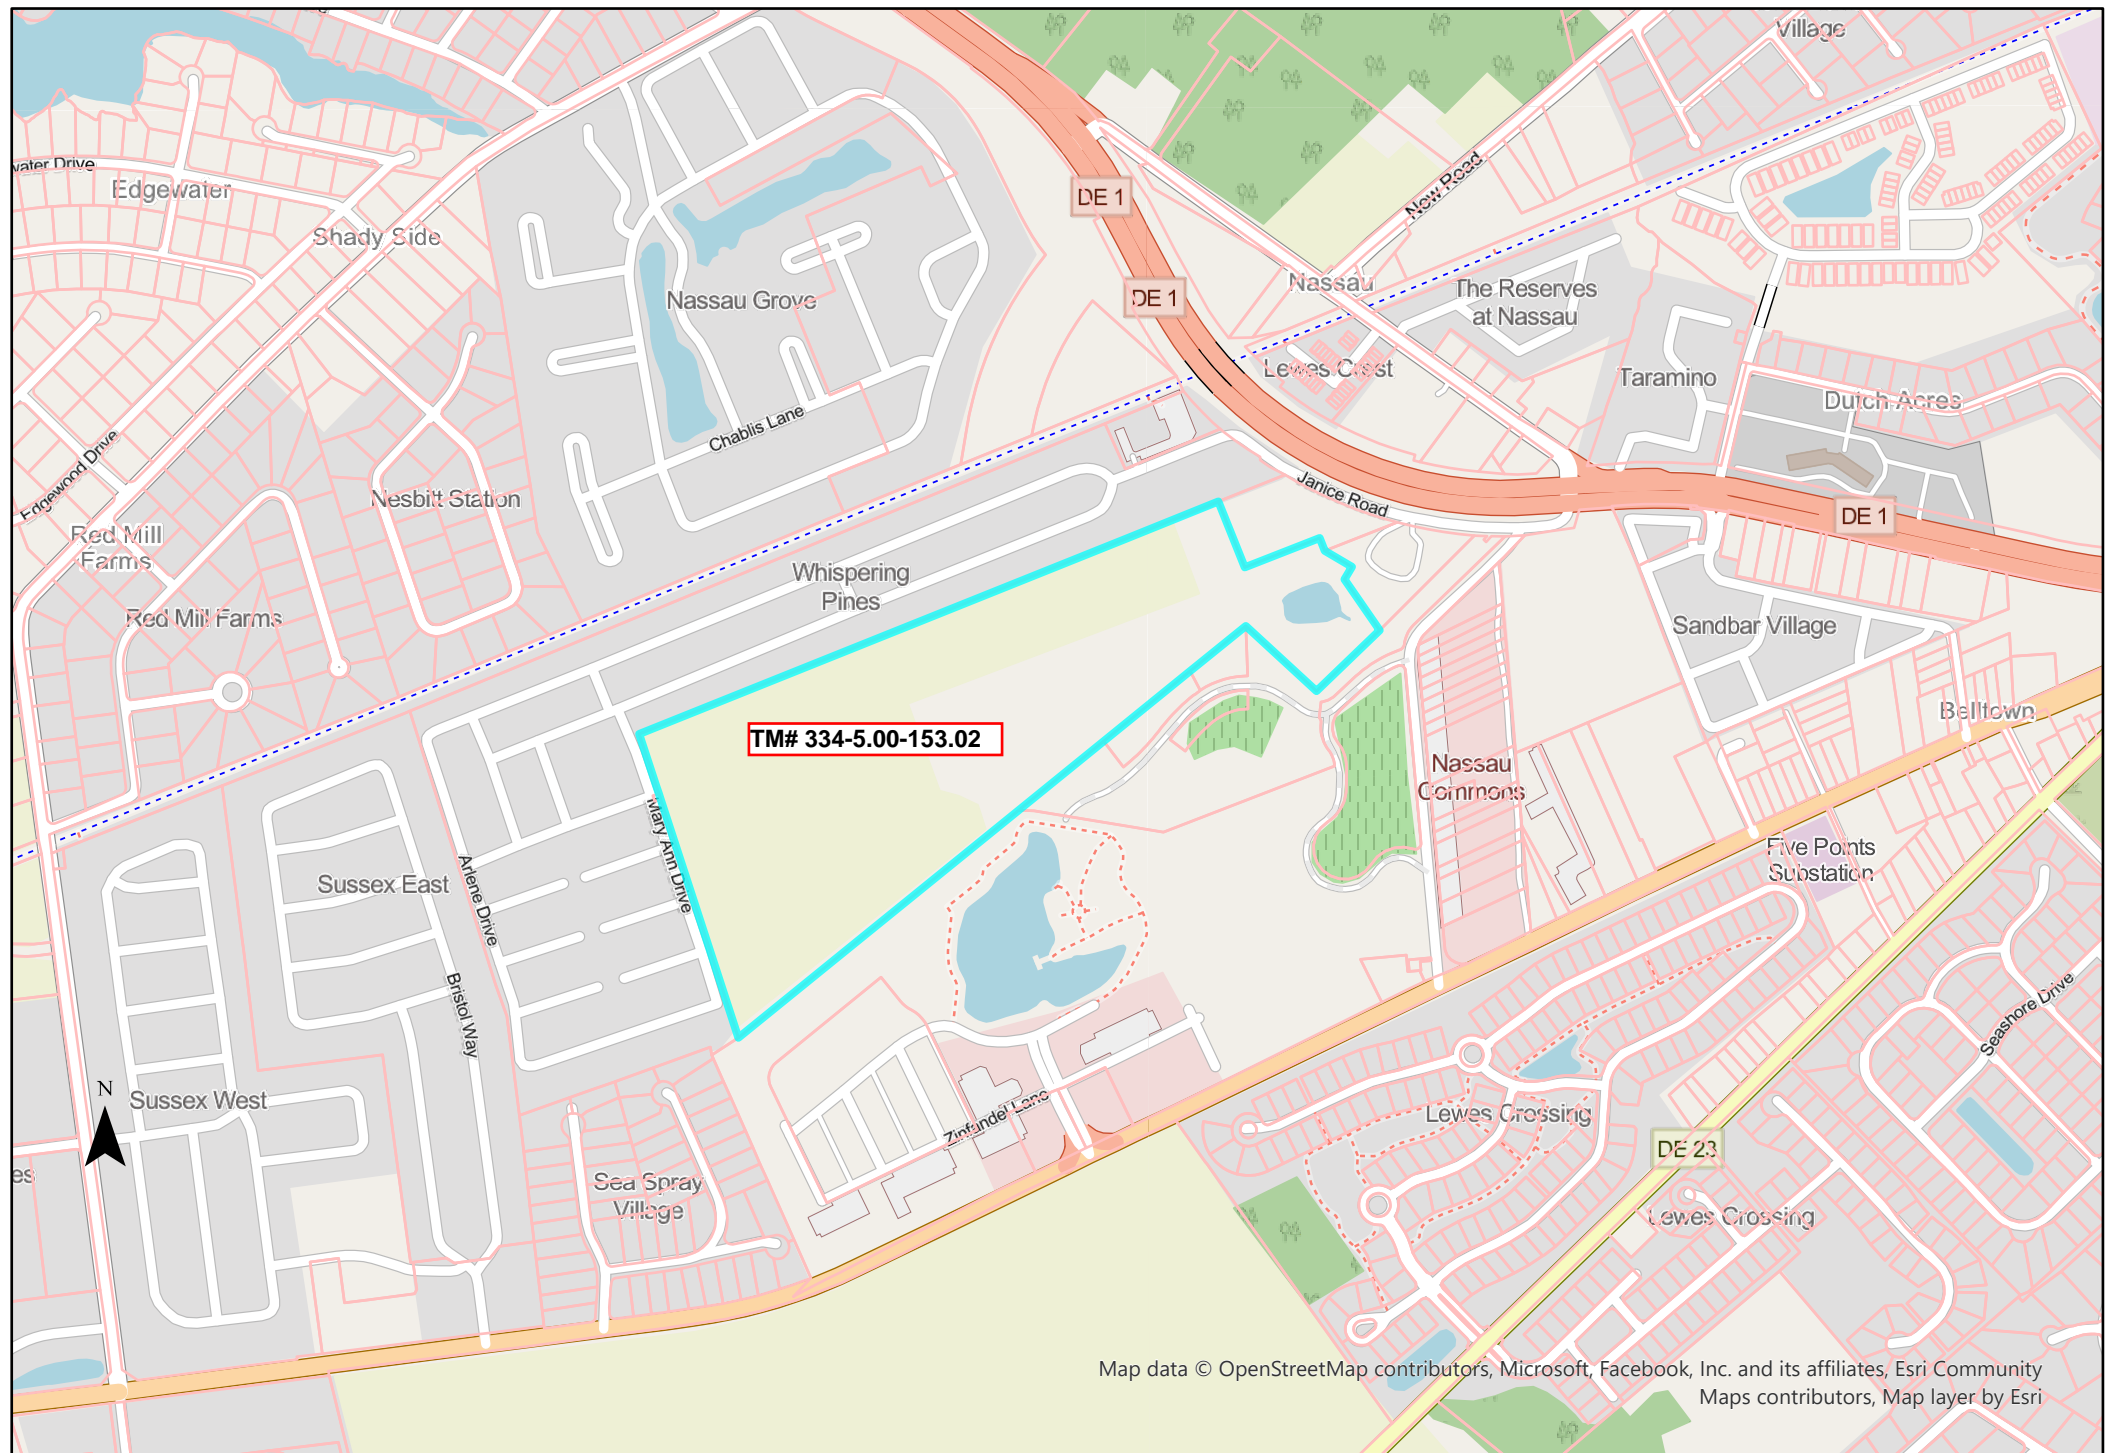 Village
water Drive
Edgewater
Shady Side
DE 1
New Road
DE 1
Nassau
The Reserves
at Nassau
Nassau Grove
Lewes Crest
Taramino
Dutch Acres
Chablis Lane
Edgewood Drive
Nesbitt Station
Janice Road
DE 1
Red Mill
Farms
Whispering
Pines
Red Mill Farms
Sandbar Village
Belltown
TM# 334-5.00-153.02
Nassau
Commons
Mary Ann Drive
Five Points
Substation
Sussex East
Arlene Drive
Bristol Way
Seashore Drive
N
Sussex West
Zinfandel Lane
Lewes Crossing
DE 23
es
Sea Spray
Village
Lewes Crossing
Map data © OpenStreetMap contributors, Microsoft, Facebook, Inc. and its affiliates, Esri Community
Maps contributors, Map layer by Esri